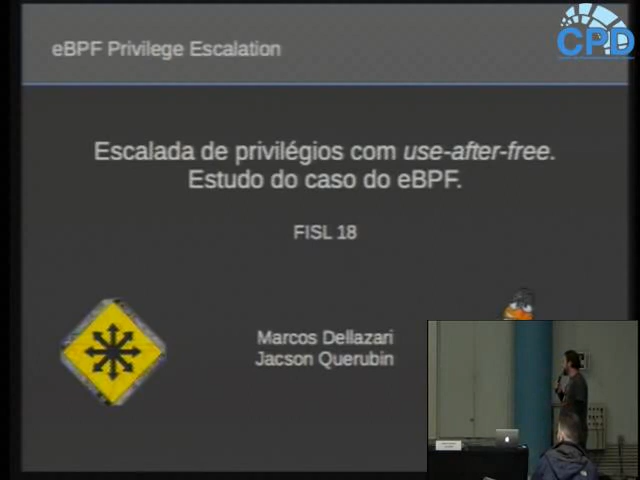 eBPF Privilege Escalation
CPD
Escalada de privilégios com use-after-free.
Estudo do caso do eBPF.
FISL 18
Marcos Dellazari
Jacson Querubin